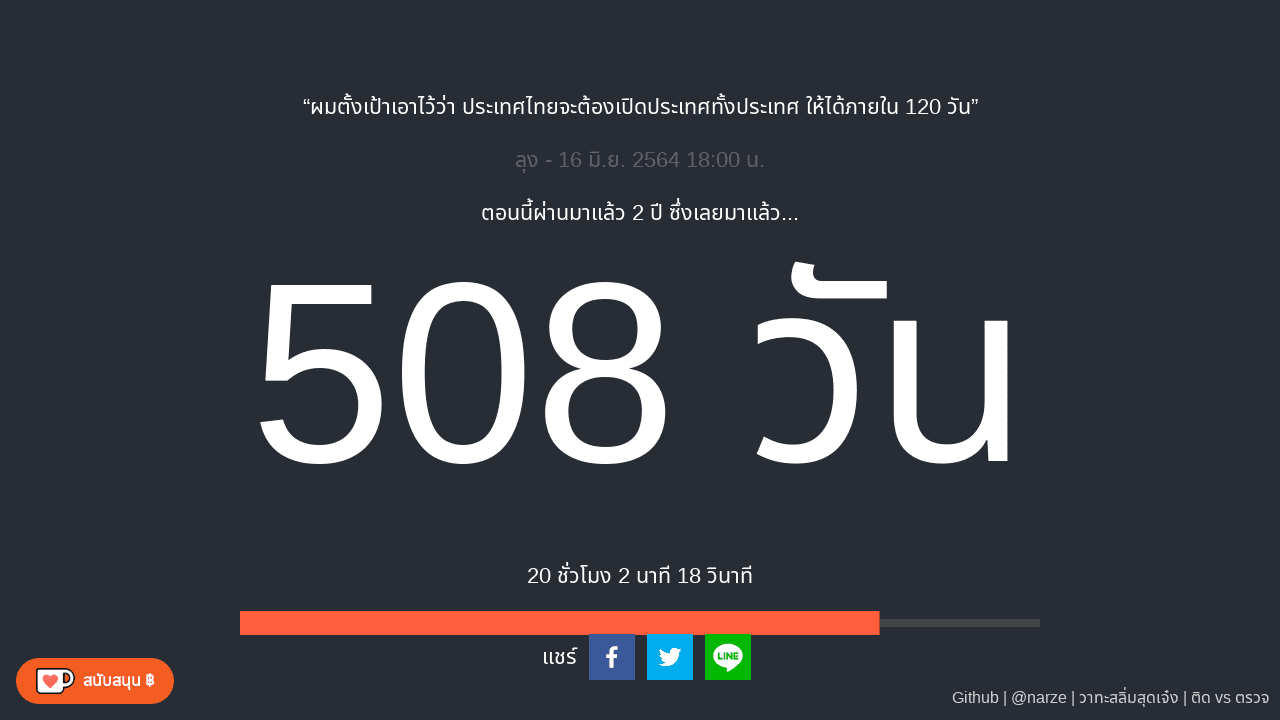 “ผมตั้งเป้าเอาไว้ว่า ประเทศไทยจะต้องเปิดประเทศทั้งประเทศ ให้ได้ภายใน 120 วัน”
ลุง - 16 มิ.ย. 2564 18:00 น.
ตอนนี้ผ่านมาแล้ว 2 ปี ซึ่งเลยมาแล้ว...
508 วัน
20 ชั่วโมง 2 นาที 18 วินาที
แชร์
LINE
สนับสนุน ฿
Github | @narze | วาทะสลิ่มสุดเจ๋ง | ติด vs ตรวจ